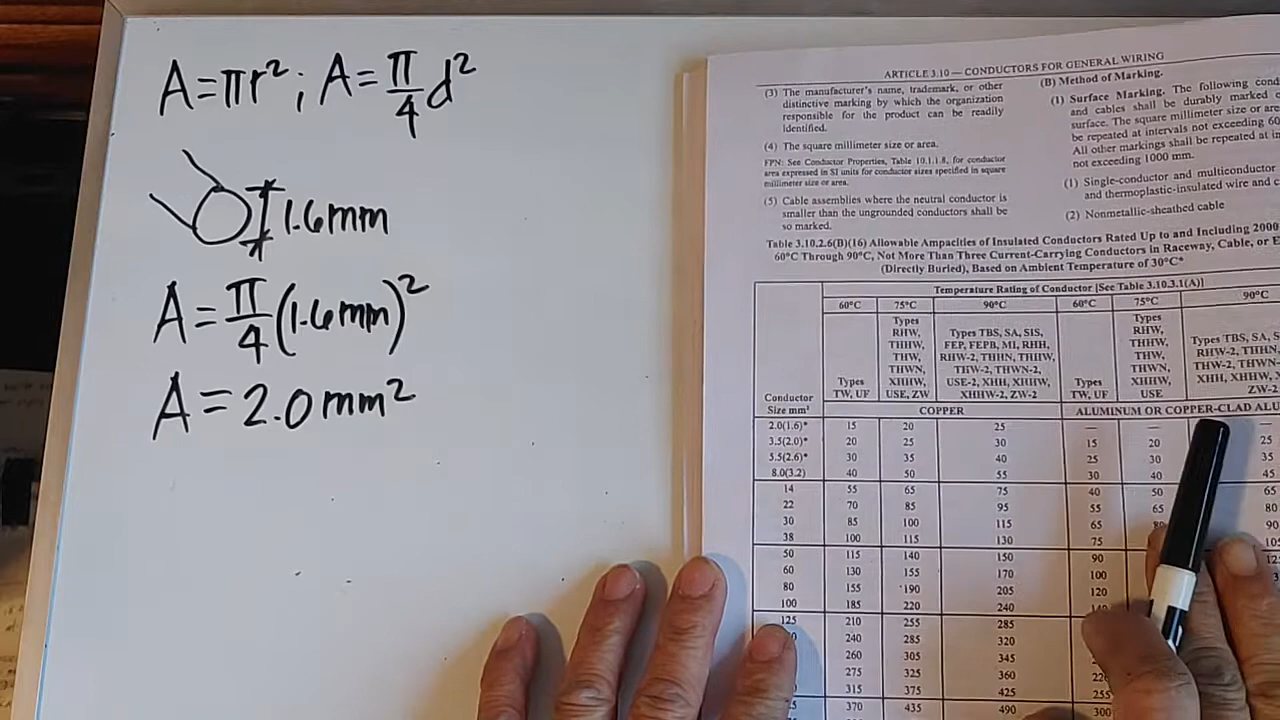 A=πr²; A=π/4 d²
1.6mm
A=π/4(1.6mm)²
A=2.0mm²
ARTICLE 3.10 — CONDUCTORS FOR GENERAL WIRING
(3) The manufacturer's name, trademark, or other
distinctive marking by which the organization
responsible for the product can be readily
identified.
(4) The square millimeter size or area.
FPN: See Conductor Properties, Table 10.1.1.8, for conductor
area expressed in SI units for conductor sizes specified in square
millimeter size or area.
(5) Cable assemblies where the neutral conductor is
smaller than the ungrounded conductors shall be
so marked.
(B) Method of Marking.
(1) Surface Marking. The following
and cables shall be durably marked
surface. The square millimeter size or
be repeated at intervals not exceeding
All other markings shall be repeated at
not exceeding 1000 mm.
(1) Single-conductor and multiconductor
and thermoplastic-insulated wire and
(2) Nonmetallic-sheathed cable
Table 3.10.2.6(B)(16) Allowable Ampacities of Insulated Conductors Rated Up to and Including 2000
60°C Through 90°C, Not More Than Three Current-Carrying Conductors in Raceway, Cable, or
(Directly Buried), Based on Ambient Temperature of 30°C*
Temperature Rating of Conductor [See Table 3.10.3.1(A)]
60°C 75°C 90°C 60°C 75°C 90°C
Conductor
Size mm²
Types
TW, UF
Types
RHW,
THHW,
THW,
THWN,
XHHW,
USE, ZW
Types TBS, SA, SIS,
FEP, FEPB, MI, RHH,
RHW-2, THHN, THHW,
THW-2, THWN-2,
USE-2, XHH, XHHW,
XHHW-2, ZW-2
Types
TW, UF
Types
RHW,
THHW,
THW,
THWN,
XHHW,
USE
Types TBS, SA,
RHW-2, THHN,
THW-2, THWN-
XHH, XHHW,
ZW-2
COPPER ALUMINUM OR COPPER-CLAD
2.0(1.6)* 15 20 25 — — —
3.5(2.0)* 20 25 30 15 20 25
5.5(2.6)* 30 35 40 25 30 35
8.0(3.2) 40 50 55 30 40 45
14 55 65 75 40 50 65
22 70 85 95 55 65 80
30 85 100 115 65 80 90
38 100 115 130 75
50 115 140 150 90
60 130 155 170 100
80 155 190 205 120
100 185 220 240 140
125 210 255 285
240 285 320
260 305 345
275 325 360
315 375 425 255
370 435 490 300